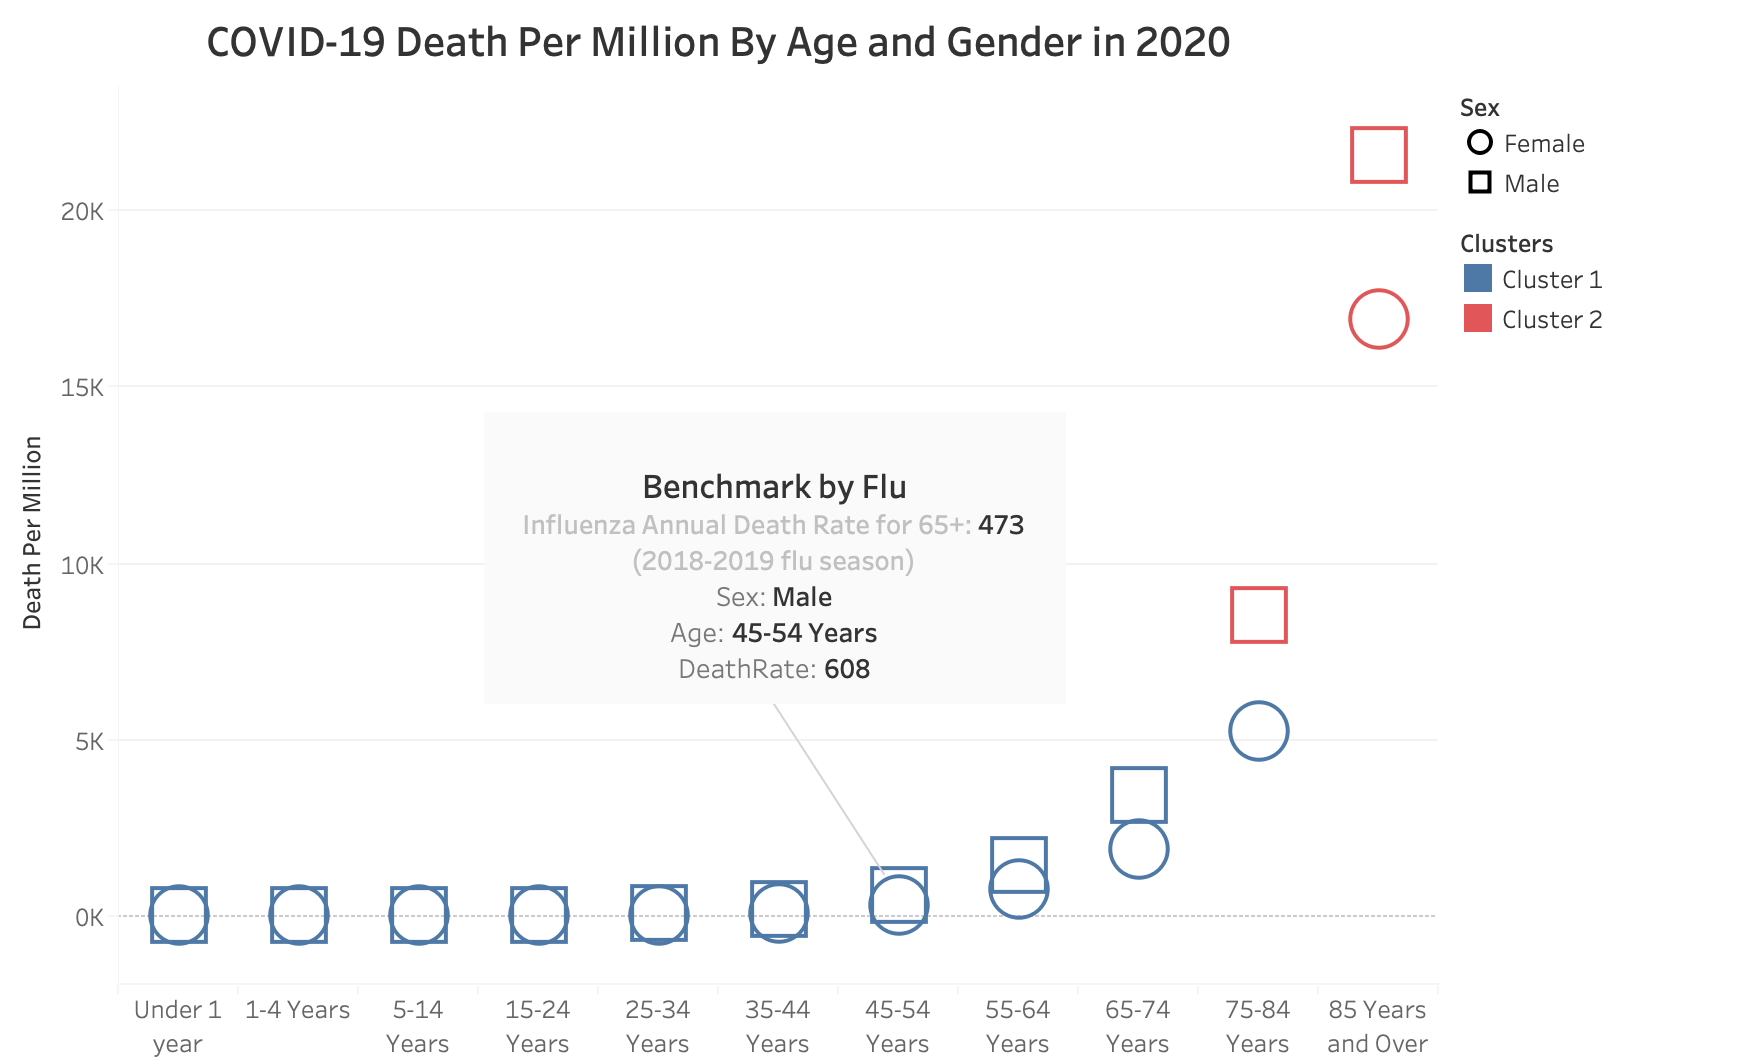 COVID-19 Death Per Million By Age and Gender in 2020
Sex
Female
Male
Clusters
Cluster 1
Cluster 2
Death Per Million
20K
15K
10K
5K
0K
Benchmark by Flu
Influenza Annual Death Rate for 65+: 473
(2018-2019 flu season)
Sex: Male
Age: 45-54 Years
DeathRate: 608
Under 1
year
1-4 Years
5-14
Years
15-24
Years
25-34
Years
35-44
Years
45-54
Years
55-64
Years
65-74
Years
75-84
Years
85 Years
and Over